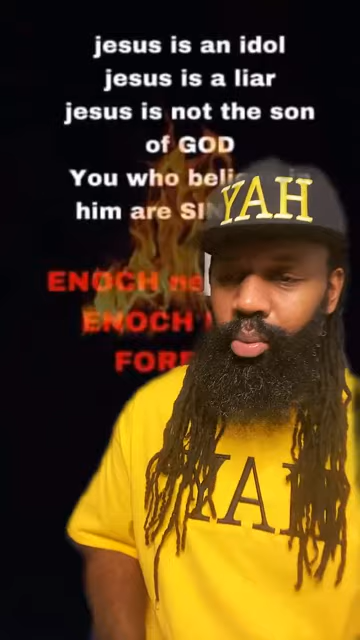 jesus is an idol
jesus is a liar
jesus is not the son
of GOD
You who
him are
ENOCH
ENOCH
YAH
YAH